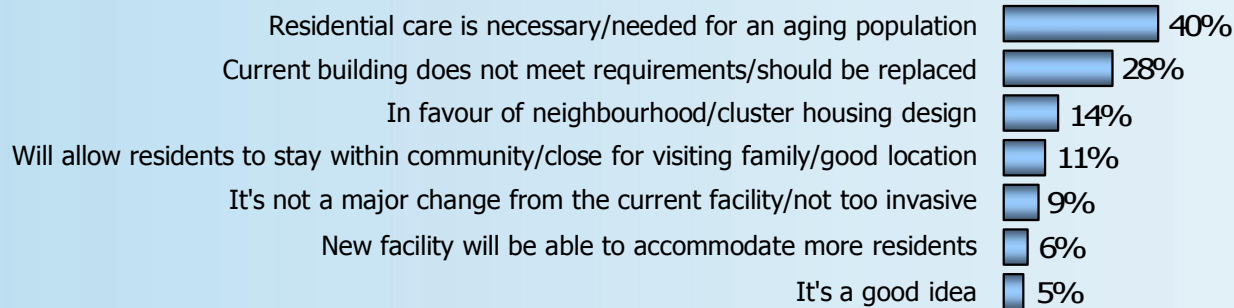 Residential care is necessary/needed for an aging population 40%
Current building does not meet requirements/should be replaced 28%
In favour of neighbourhood/cluster housing design 14%
Will allow residents to stay within community/close for visiting family/good location 11%
It's not a major change from the current facility/not too invasive 9%
New facility will be able to accommodate more residents 6%
It's a good idea 5%